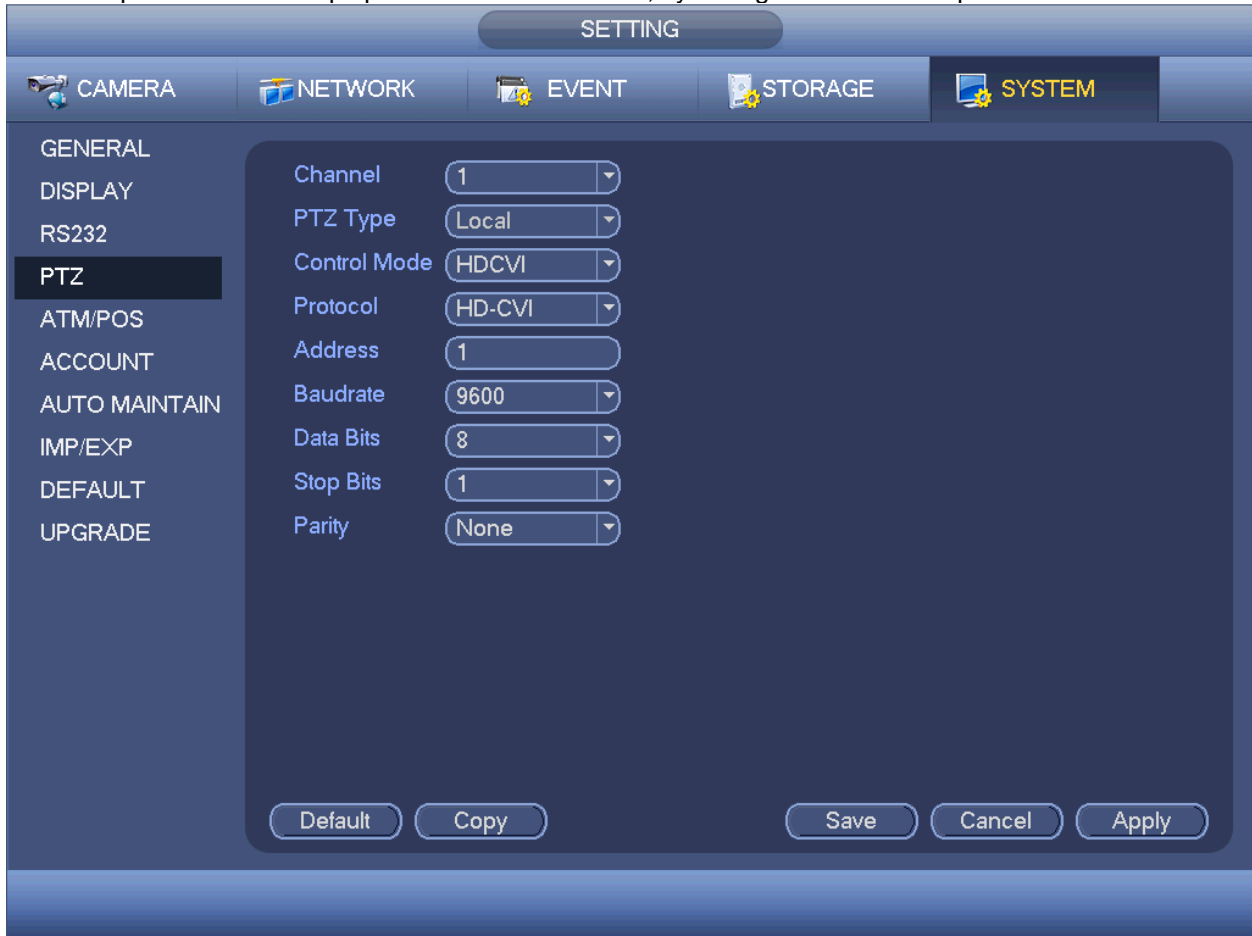 SETTING
CAMERA NETWORK EVENT STORAGE SYSTEM
GENERAL
DISPLAY
RS232
PTZ
ATM/POS
ACCOUNT
AUTO MAINTAIN
IMP/EXP
DEFAULT
UPGRADE
Channel 1
PTZ Type Local
Control Mode HDCVI
Protocol HD-CVI
Address 1
Baudrate 9600
Data Bits 8
Stop Bits 1
Parity None
Default Copy Save Cancel Apply